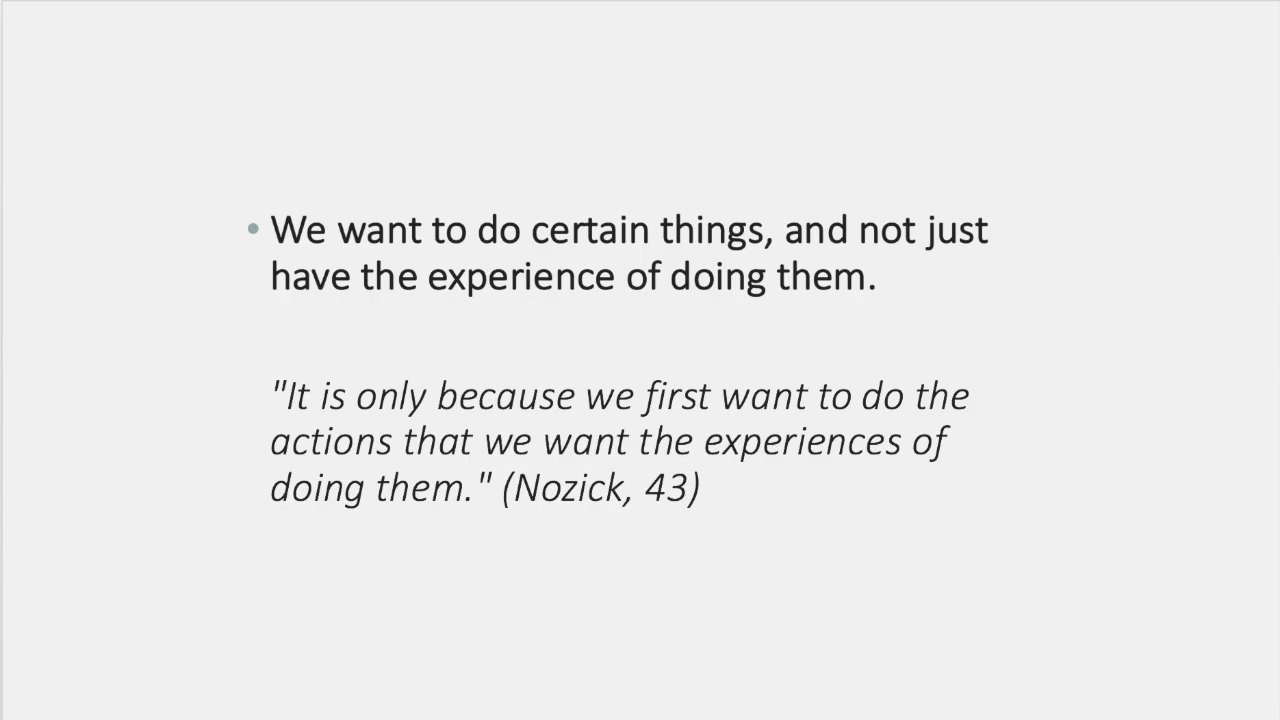 • We want to do certain things, and not just
have the experience of doing them.
"It is only because we first want to do the
actions that we want the experiences of
doing them." (Nozick, 43)